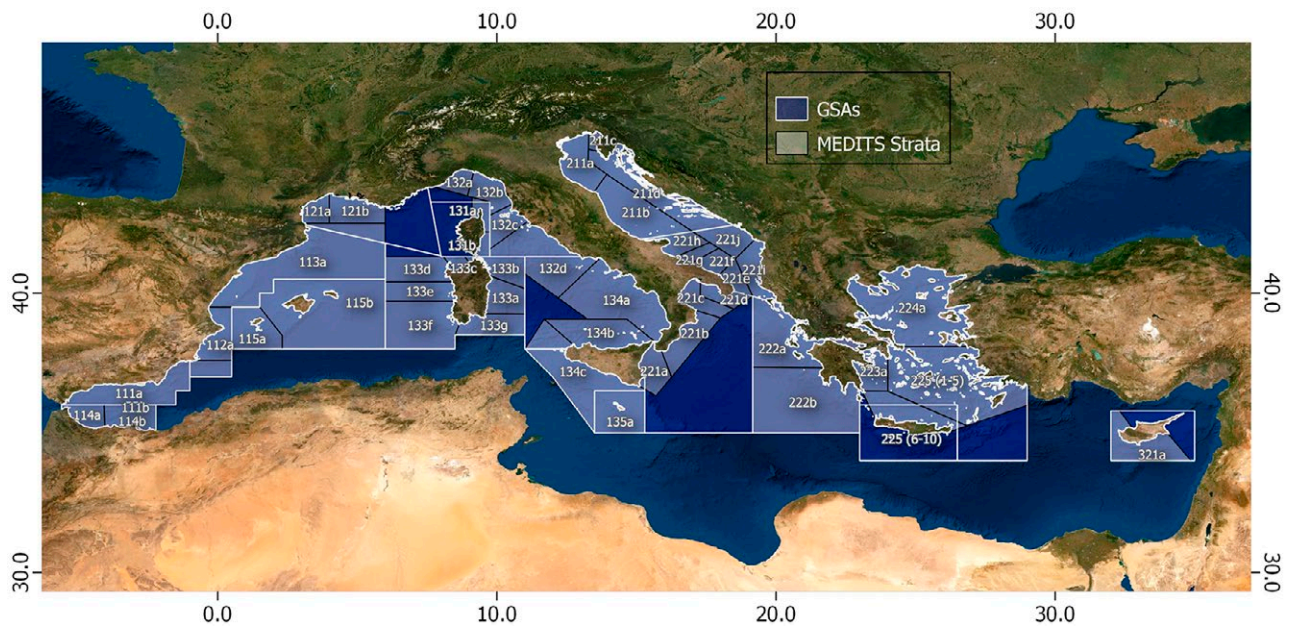 0.0 10.0 20.0 30.0
GSAs
MEDITS Strata
211c
211a
132a
132b
211d
121a 121b
131a
211b
132c
221h 221j
131b
221g 221f
113a
133d 133c 133b 132d
221i
221e
40.0
40.0
133e
133a
134a
221c 221d
224a
115b
133f
133g
134b
221b
115a
112a
222a
134c
221a
223a
225 (1-5)
111a
222b
111b
114a
114b
135a
225 (6-10)
321a
30.0
30.0
0.0 10.0 20.0 30.0